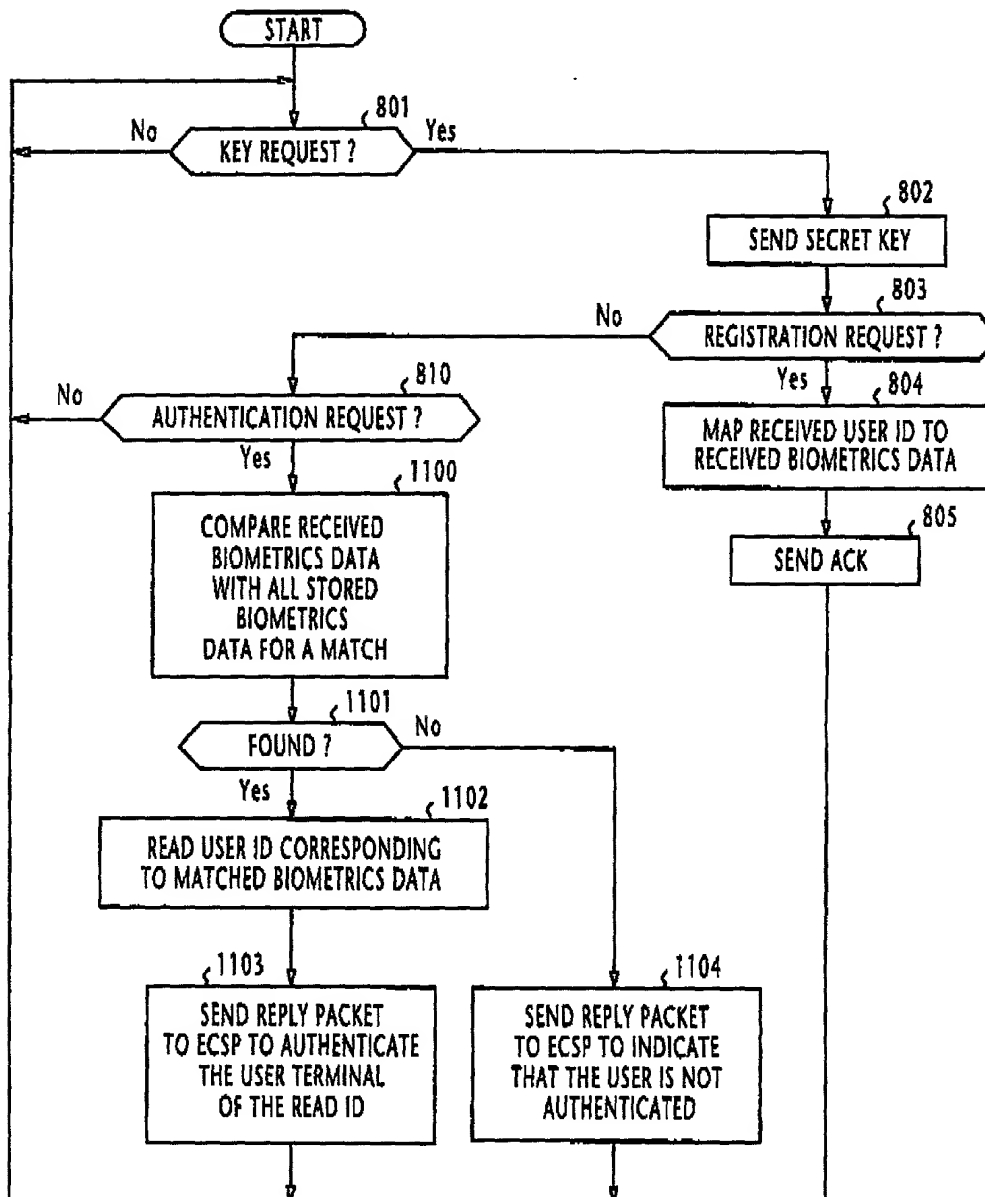 START
801
No
KEY REQUEST ?
Yes
802
SEND SECRET KEY
803
No
REGISTRATION REQUEST ?
810
Yes
804
No
AUTHENTICATION REQUEST ?
MAP RECEIVED USER ID TO
RECEIVED BIOMETRICS DATA
Yes
1100
805
COMPARE RECEIVED
BIOMETRICS DATA
WITH ALL STORED
BIOMETRICS
DATA FOR A MATCH
SEND ACK
1101
No
FOUND ?
Yes
1102
READ USER ID CORRESPONDING
TO MATCHED BIOMETRICS DATA
1103
SEND REPLY PACKET
TO ECSP TO AUTHENTICATE
THE USER TERMINAL
OF THE READ ID
1104
SEND REPLY PACKET
TO ECSP TO INDICATE
THAT THE USER IS NOT
AUTHENTICATED